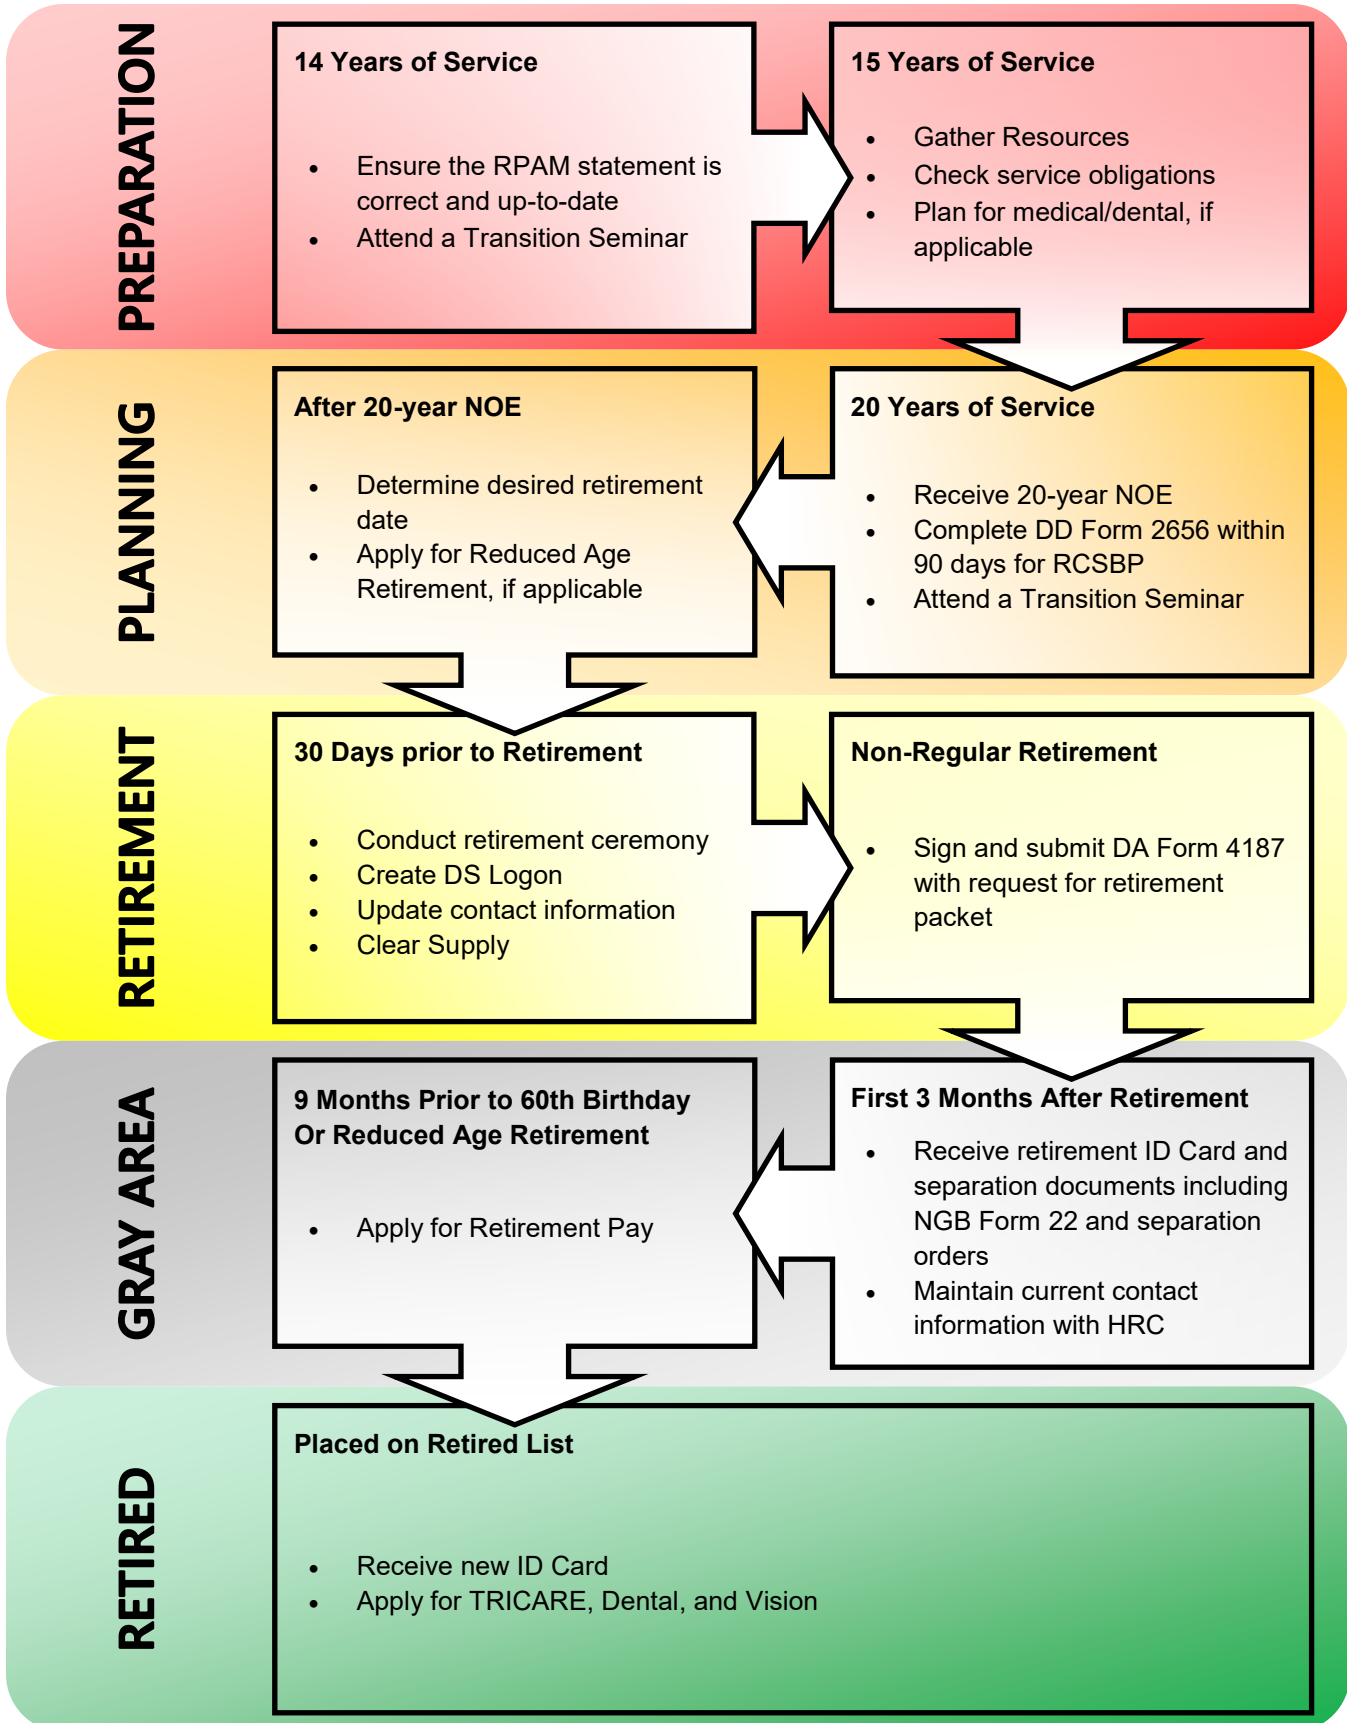 PREPARATION
14 Years of Service
• Ensure the RPAM statement is
correct and up-to-date
• Attend a Transition Seminar
15 Years of Service
• Gather Resources
• Check service obligations
• Plan for medical/dental, if
applicable
PLANNING
20 Years of Service
• Receive 20-year NOE
• Complete DD Form 2656 within
90 days for RCSBP
• Attend a Transition Seminar
After 20-year NOE
• Determine desired retirement
date
• Apply for Reduced Age
Retirement, if applicable
RETIREMENT
30 Days prior to Retirement
• Conduct retirement ceremony
• Create DS Logon
• Update contact information
• Clear Supply
Non-Regular Retirement
• Sign and submit DA Form 4187
with request for retirement
packet
GRAY AREA
First 3 Months After Retirement
• Receive retirement ID Card and
separation documents including
NGB Form 22 and separation
orders
• Maintain current contact
information with HRC
9 Months Prior to 60th Birthday
Or Reduced Age Retirement
• Apply for Retirement Pay
RETIRED
Placed on Retired List
• Receive new ID Card
• Apply for TRICARE, Dental, and Vision